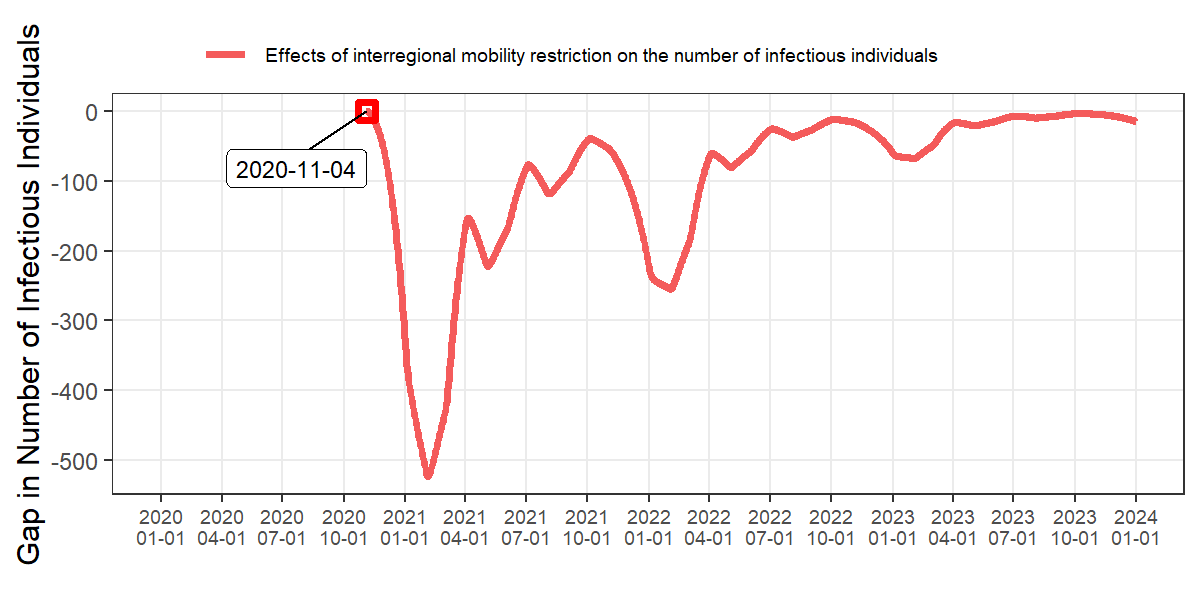 Effects of interregional mobility restriction on the number of infectious individuals
Gap in Number of Infectious Individuals
0
-100
-200
-300
-400
-500
2020-11-04
2020 2020 2020 2020 2021 2021 2021 2021 2022 2022 2022 2022 2023 2023 2023 2023 2024
01-01 04-01 07-01 10-01 01-01 04-01 07-01 10-01 01-01 04-01 07-01 10-01 01-01 04-01 07-01 10-01 01-01